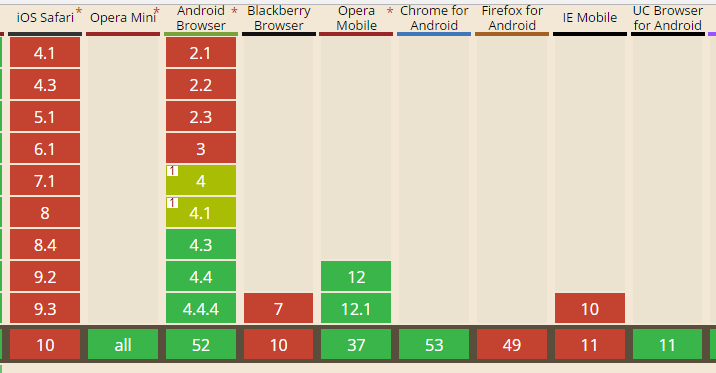 iOS Safari* Opera Mini* Android Browser* Blackberry Browser Opera Mobile* Chrome for Android Firefox for Android IE Mobile UC Browser for Android
4.1 2.1
4.3 2.2
5.1 2.3
6.1 3
7.1 1 4
8 1 4.1
8.4 4.3
9.2 4.4 12
9.3 4.4.4 7 12.1 10
10 all 52 10 37 53 49 11 11